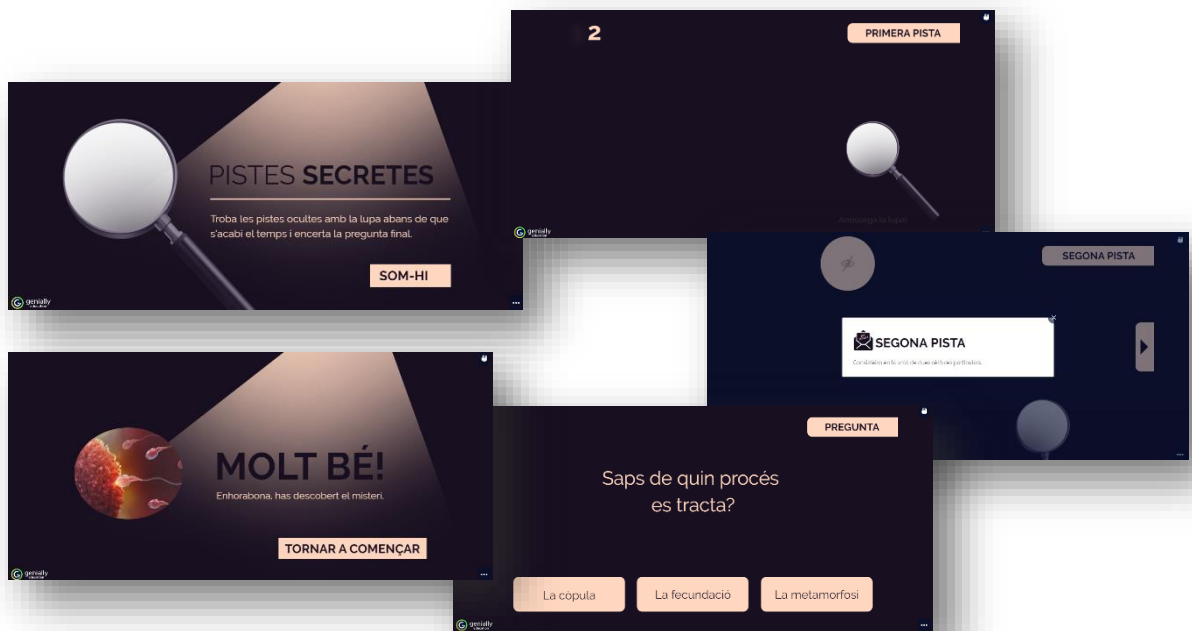 PISTES SECRETES
Troba les pistes ocultes amb la lupa abans de que
s'acabi el temps i encerta la pregunta final.
SOM-HI
genially
2
PRIMERA PISTA
Arrossega la lupa!
genially
SEGONA PISTA
SEGONA PISTA
MOLT BÉ!
Enhorabona, has descobert el misteri.
TORNAR A COMENÇAR
genially
PREGUNTA
Saps de quin procés
es tracta?
La còpula
La fecundació
La metamorfosi
genially